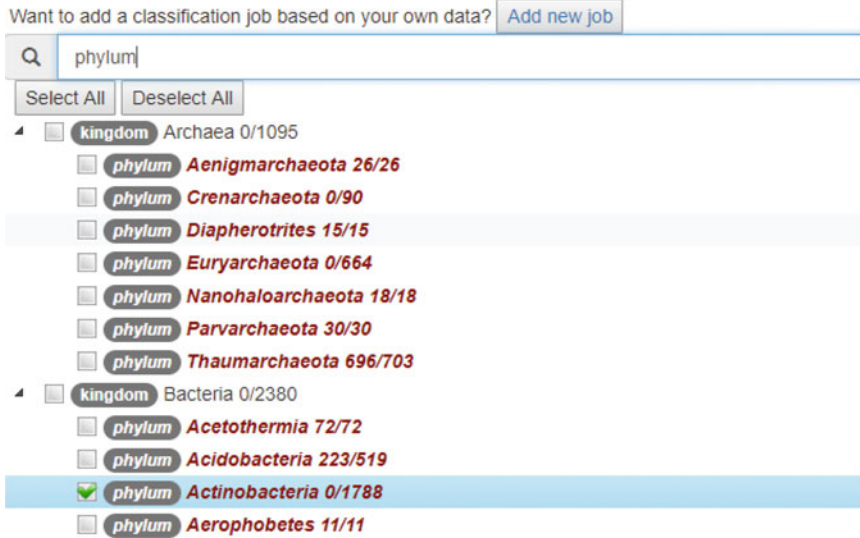 Want to add a classification job based on your own data? Add new job
phylum
Select All Deselect All
kingdom Archaea 0/1095
phylum Aenigmarchaeota 26/26
phylum Crenarchaeota 0/90
phylum Diapherotrites 15/15
phylum Euryarchaeota 0/664
phylum Nanohaloarchaeota 18/18
phylum Parvarchaeota 30/30
phylum Thaumarchaeota 696/703
kingdom Bacteria 0/2380
phylum Acetothermia 72/72
phylum Acidobacteria 223/519
phylum Actinobacteria 0/1788
phylum Aerophobetes 11/11